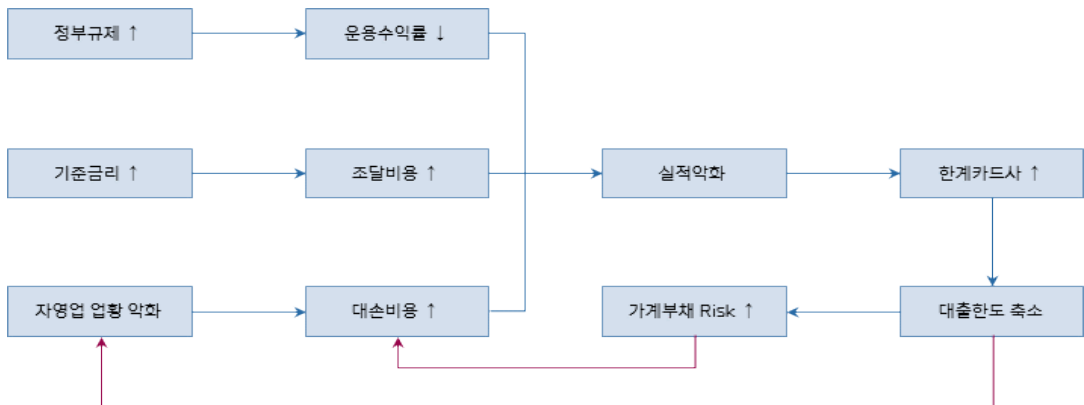 정부규제 ↑
운용수익률 ↓
기준금리 ↑
조달비용 ↑
실적악화
한계카드사 ↑
자영업 업황 악화
대손비용 ↑
가계부채 Risk ↑
대출한도 축소